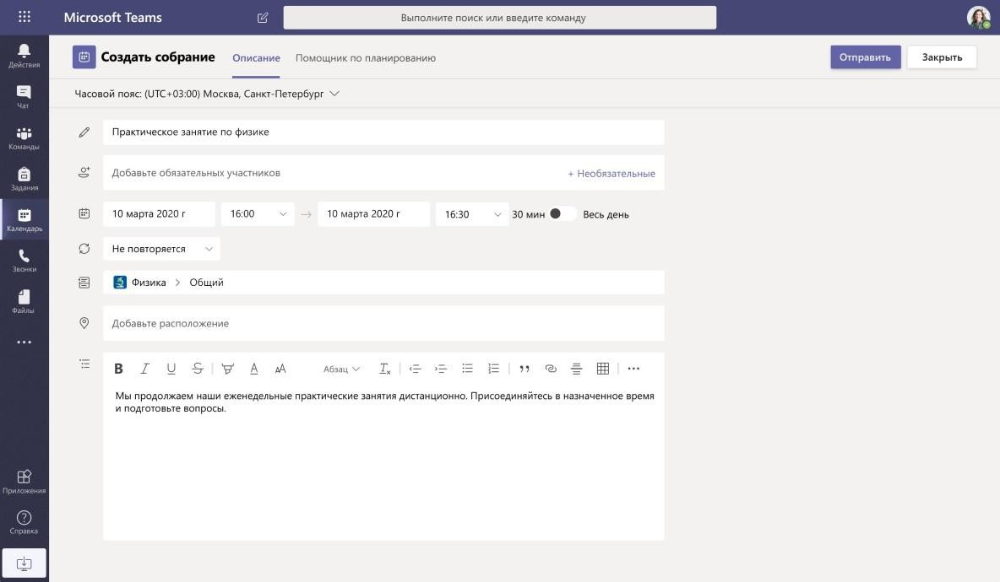 Microsoft Teams
Выполните поиск или введите команду
Действия
Чат
Команды
Задания
Календарь
Звонки
Файлы
Приложения
Справка
Создать собрание
Описание
Помощник по планированию
Отправить
Закрыть
Часовой пояс: (UTC+03:00) Москва, Санкт-Петербург
Практическое занятие по физике
Добавьте обязательных участников
+ Необязательные
10 марта 2020 г
16:00
10 марта 2020 г
16:30
30 мин
Весь день
Не повторяется
Физика > Общий
Добавьте расположение
B I U S A AA Абзац Tx
Мы продолжаем наши еженедельные практические занятия дистанционно. Присоединяйтесь в назначенное время
и подготовьте вопросы.